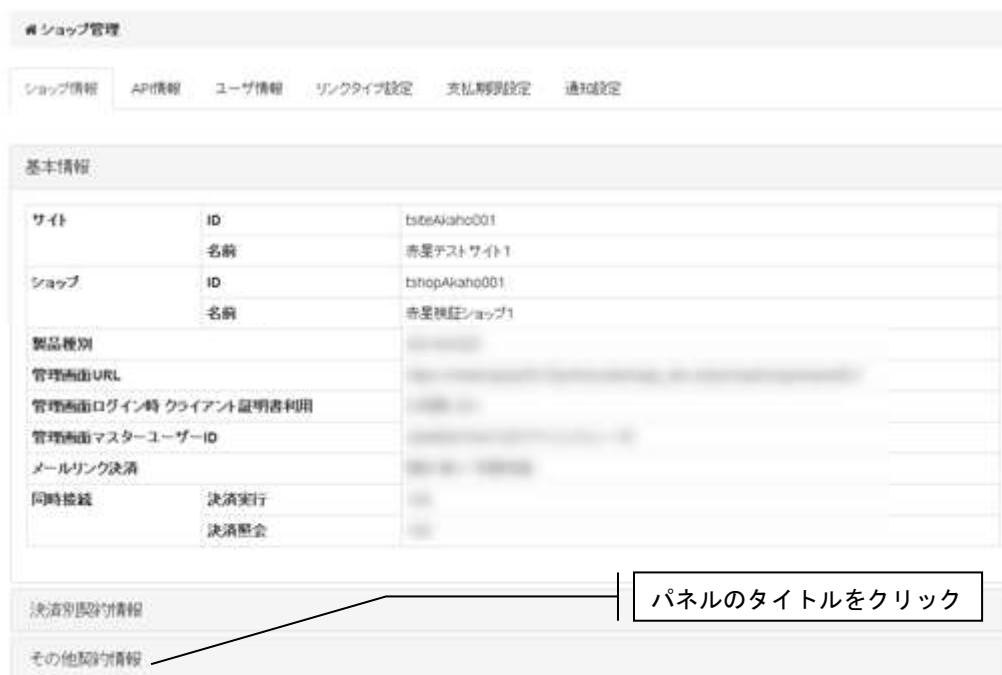 ショップ管理
ショップ情報 API情報 ユーザ情報 リンクタイプ設定 支払期限設定 通知設定
基本情報
サイト ID tsiteAkaho001
名前 赤星テストサイト1
ショップ ID tshopAkaho001
名前 赤星検証ショップ1
製品種別
管理画面URL
管理画面ログイン時 クライアント証明書利用
管理画面マスターユーザーID
メールリンク決済
同時接続 決済実行
決済照会
決済別契約情報
パネルのタイトルをクリック
その他契約情報